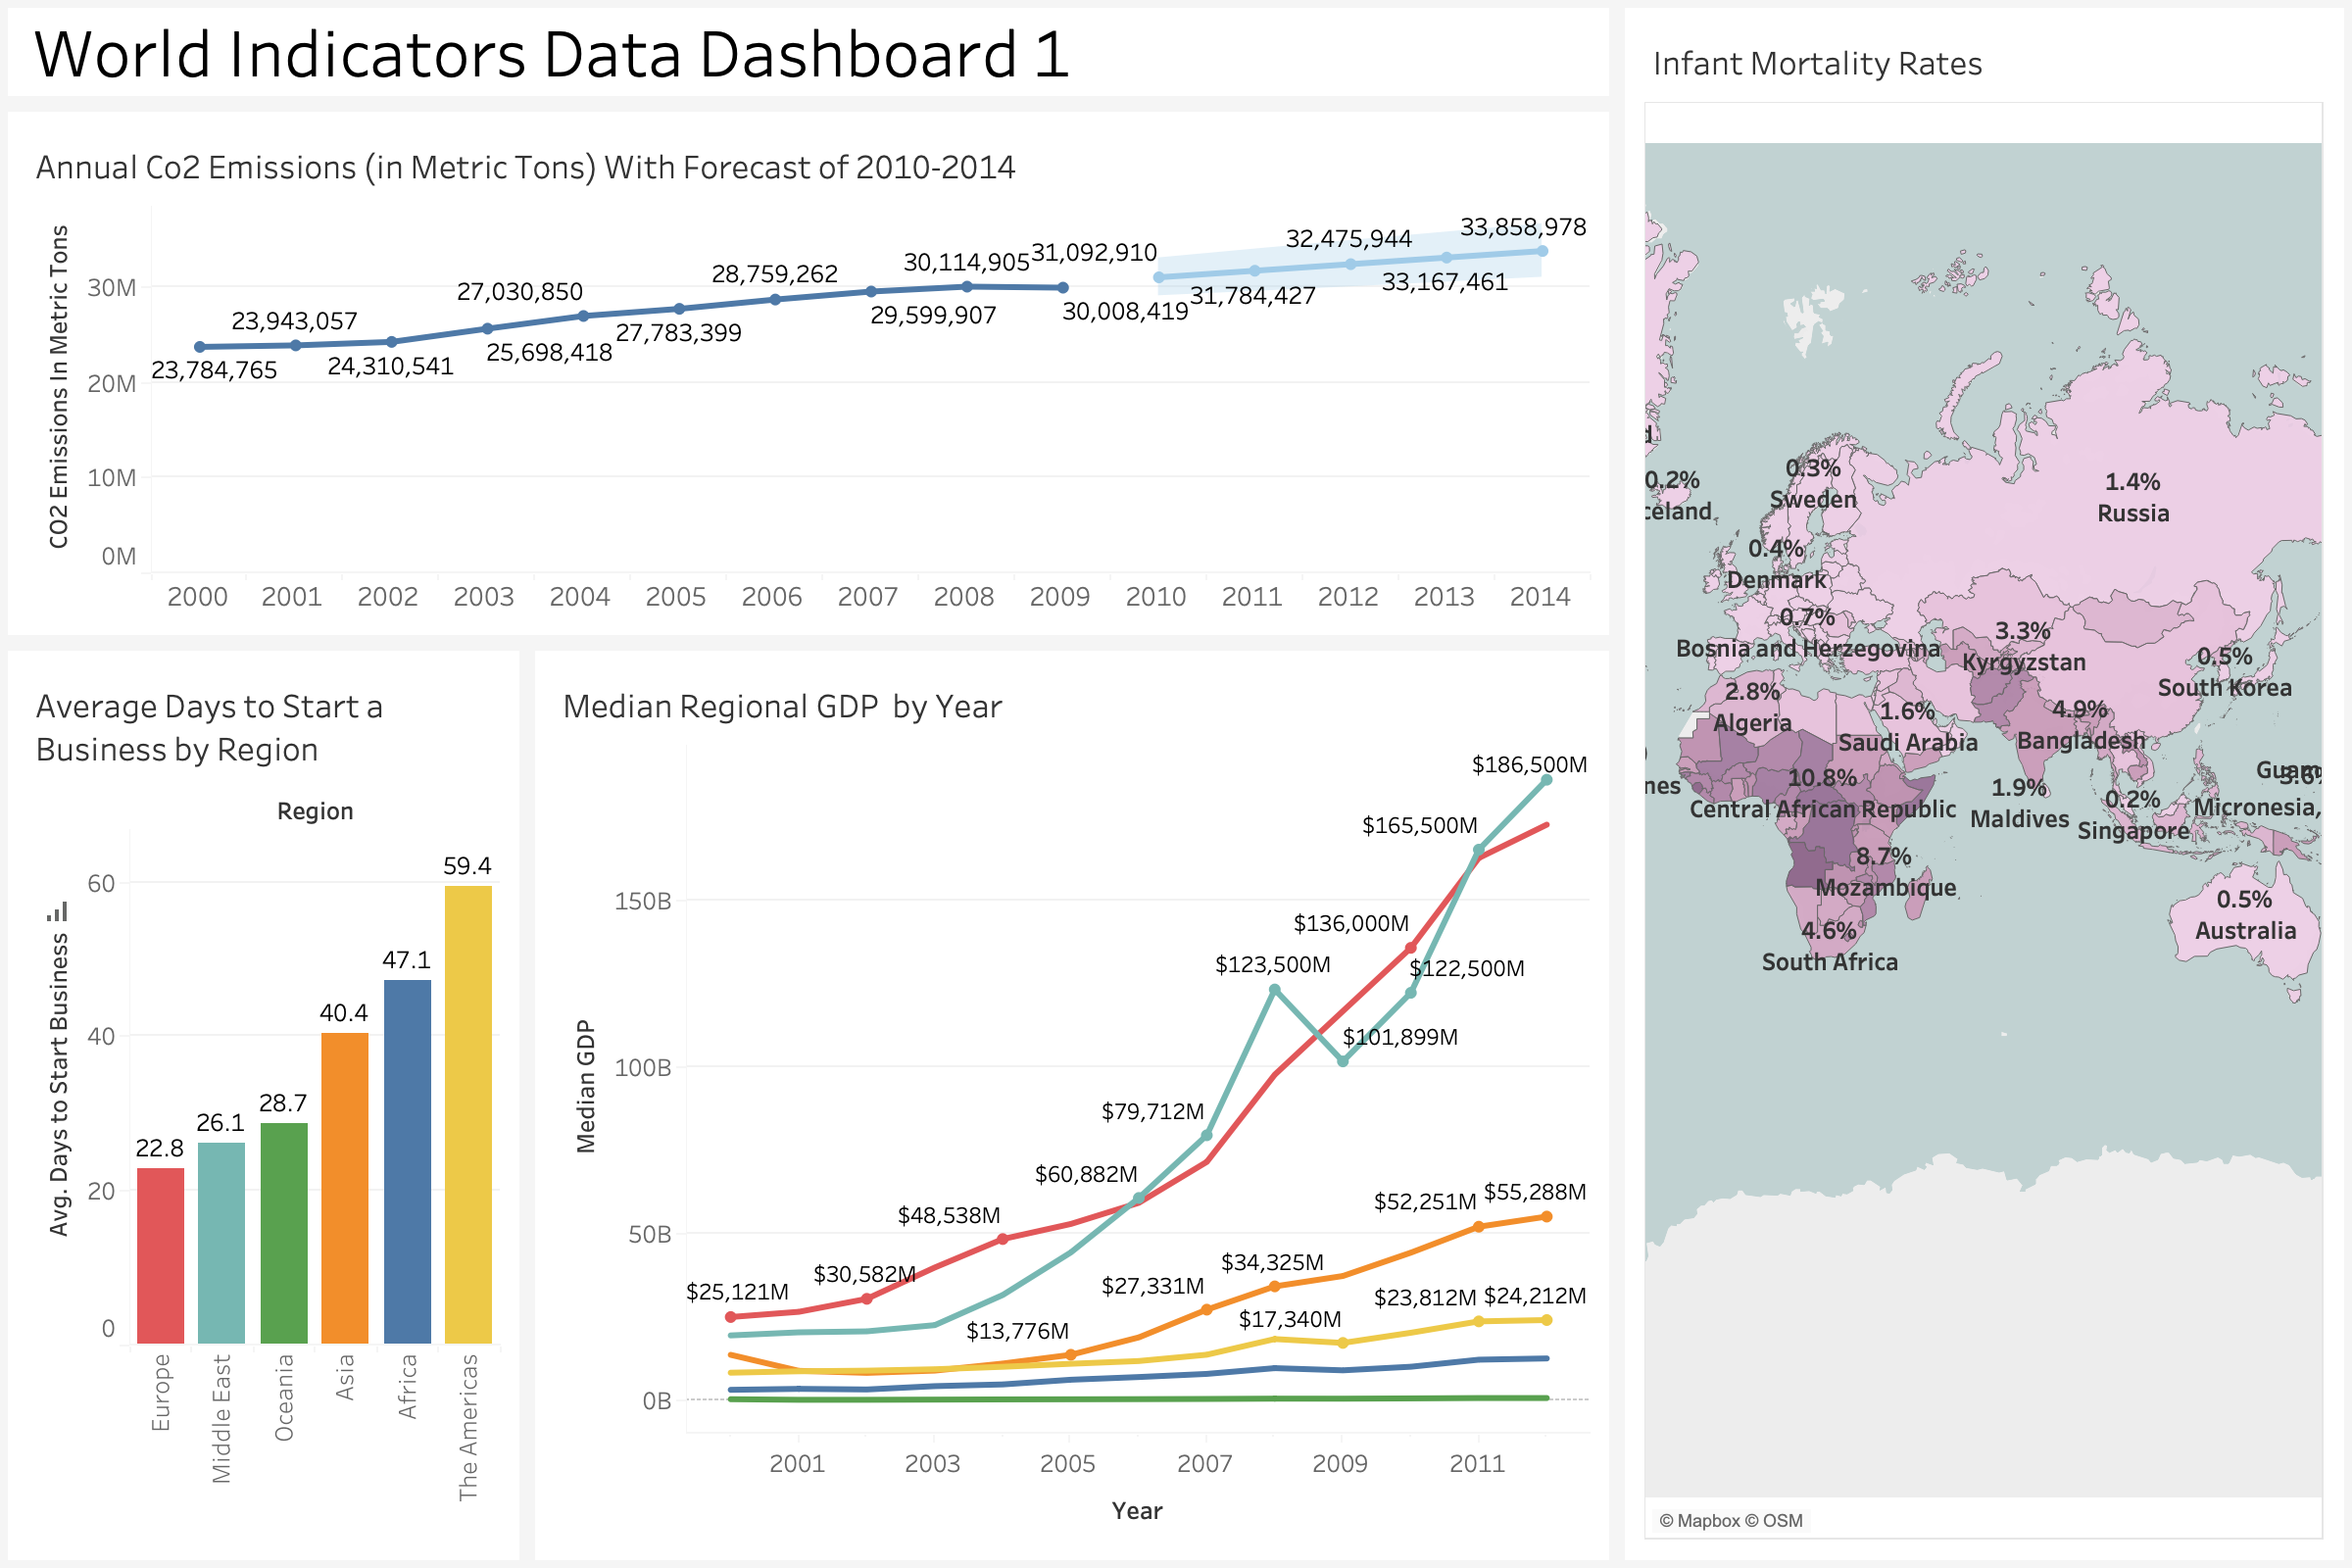 World Indicators Data Dashboard 1
Annual Co2 Emissions (in Metric Tons) With Forecast of 2010-2014
CO2 Emissions In Metric Tons
30M
20M
10M
0M
23,784,765
23,943,057
24,310,541
25,698,418
27,030,850
27,783,399
28,759,262
29,599,907
30,114,905
30,008,419
31,092,910
31,784,427
32,475,944
33,167,461
33,858,978
2000 2001 2002 2003 2004 2005 2006 2007 2008 2009 2010 2011 2012 2013 2014
Average Days to Start a
Business by Region
Region
Avg. Days to Start Business
60
40
20
0
22.8
26.1
28.7
40.4
47.1
59.4
Europe
Middle East
Oceania
Asia
Africa
The Americas
Median Regional GDP by Year
Median GDP
150B
100B
50B
0B
$186,500M
$165,500M
$136,000M
$123,500M
$122,500M
$101,899M
$79,712M
$60,882M
$48,538M
$30,582M
$25,121M
$55,288M
$52,251M
$34,325M
$27,331M
$13,776M
$24,212M
$23,812M
$17,340M
2001 2003 2005 2007 2009 2011
Year
Infant Mortality Rates
0.3%
Sweden
0.2%
celand
1.4%
Russia
0.4%
Denmark
0.7%
Bosnia and Herzegovina
3.3%
Kyrgyzstan
0.5%
South Korea
2.8%
Algeria
1.6%
Saudi Arabia
4.9%
Bangladesh
10.8%
Central African Republic
nes
1.9%
Maldives
0.2%
Singapore
Guam
3.6%
Micronesia,
8.7%
Mozambique
4.6%
South Africa
0.5%
Australia
© Mapbox © OSM